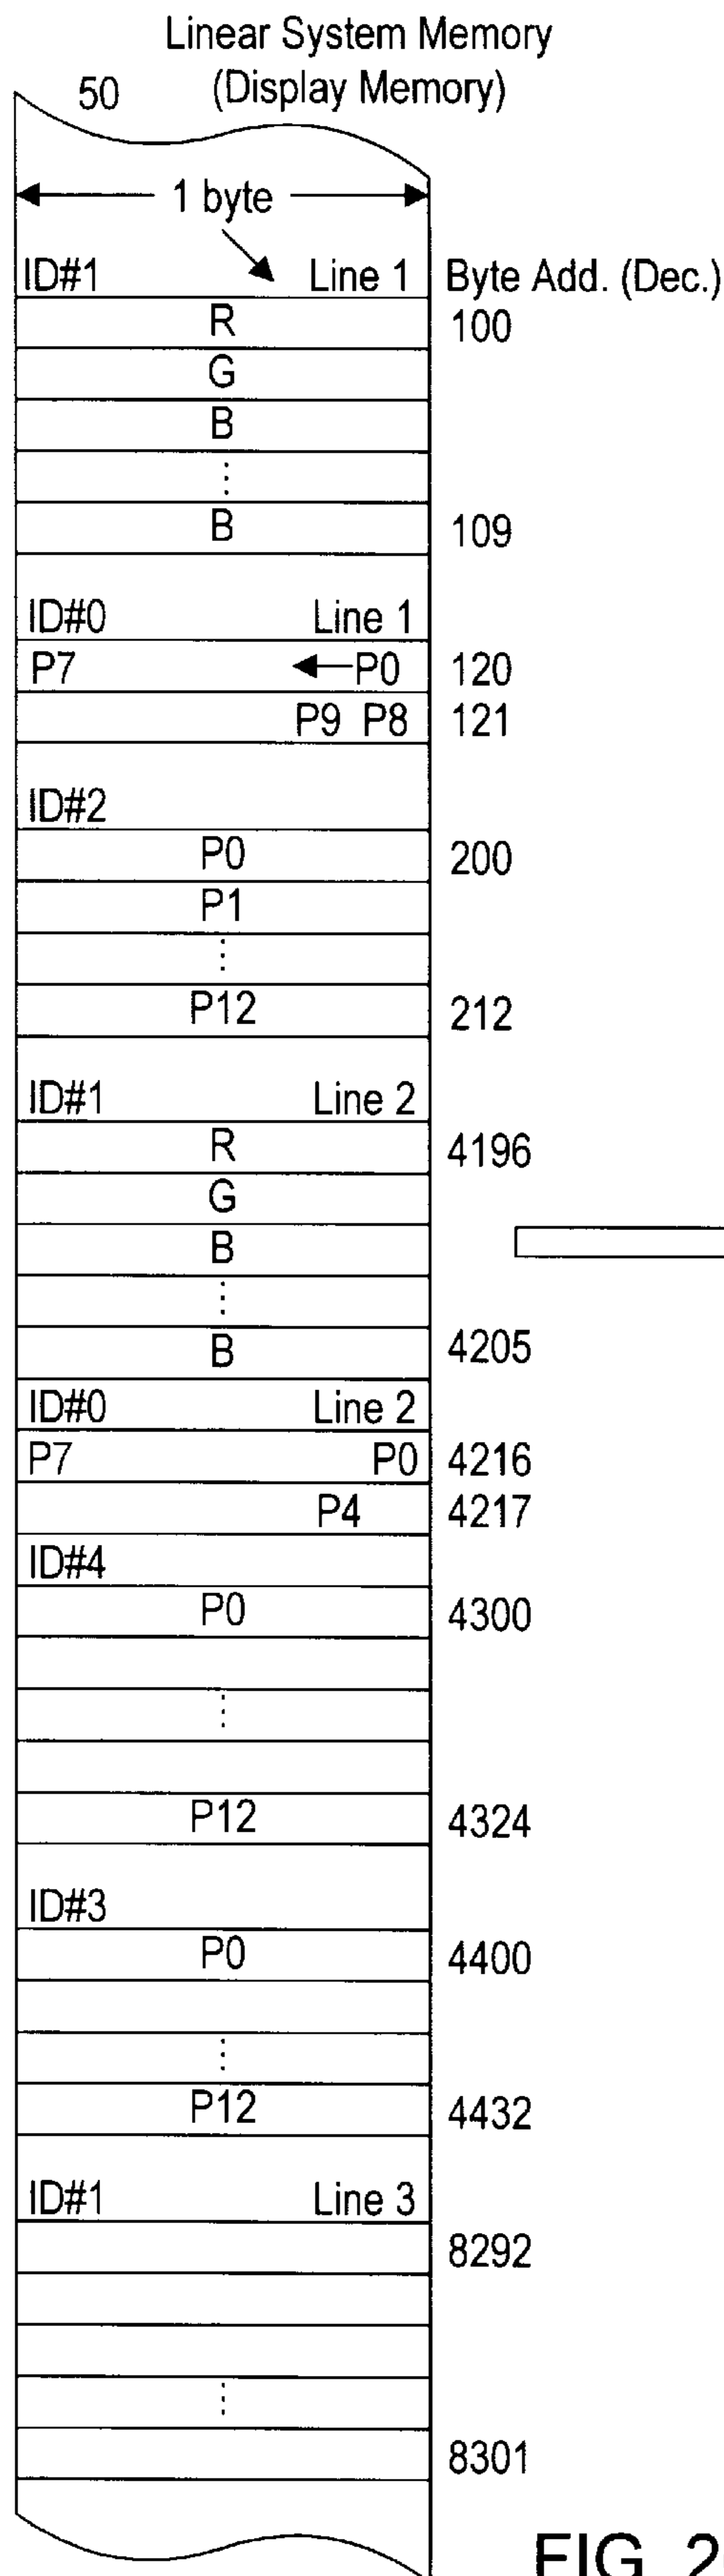 Linear System Memory
50 (Display Memory)
1 byte
ID#1 Line 1 Byte Add. (Dec.)
R 100
G
B
⋮
B 109
ID#0 Line 1
P7 ←P0 120
P9 P8 121
ID#2
P0 200
P1
⋮
P12 212
ID#1 Line 2
R 4196
G
B
⋮
B 4205
ID#0 Line 2
P7 P0 4216
P4 4217
ID#4
P0 4300
⋮
P12 4324
ID#3
P0 4400
⋮
P12 4432
ID#1 Line 3
8292
⋮
8301
FIG. 2